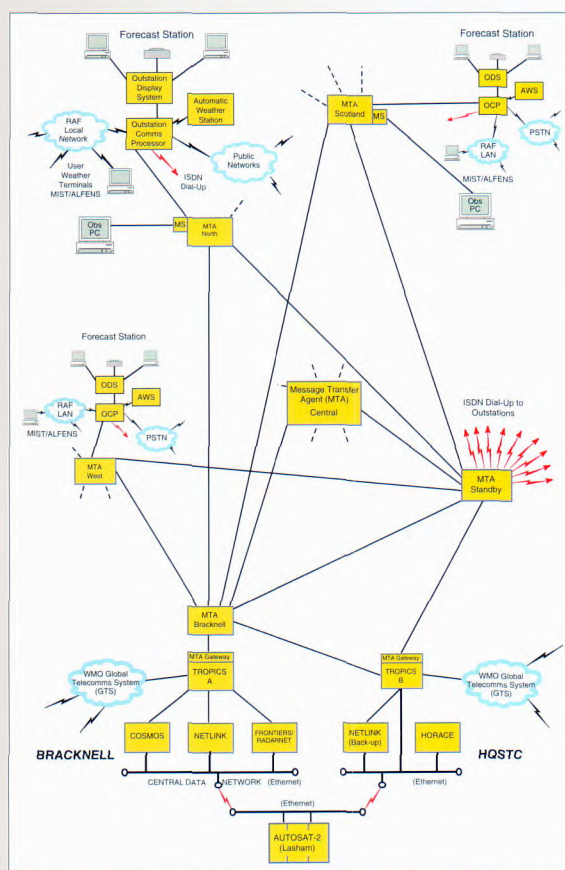 Forecast Station
Outstation
Display
System
Automatic
Weather
Station
RAF
Local
Network
Outstation
Comms
Processor
Public
Networks
User
Weather
Terminals
MIST/ALFENS
ISDN
Dial-Up
Obs
PC
MS
MTA
North
MTA
Scotland
MS
Forecast Station
ODS
AWS
OCP
PSTN
RAF
LAN
MIST/ALFENS
Obs
PC
Forecast Station
ODS
AWS
RAF
LAN
OCP
MIST/ALFENS
PSTN
MTA
West
Message Transfer
Agent (MTA)
Central
ISDN Dial-Up to
Outstations
MTA
Standby
MTA
Bracknell
MTA Gateway
TROPICS
A
WMO Global
Telecomms System
(GTS)
MTA Gateway
TROPICS
B
WMO Global
Telecomms System
(GTS)
COSMOS
NETLINK
FRONTIERS/
RADARNET
NETLINK
(Back-up)
HORACE
BRACKNELL
HQSTC
CENTRAL DATA NETWORK (Ethernet)
(Ethernet)
(Ethernet)
AUTOSAT-2
(Lasham)